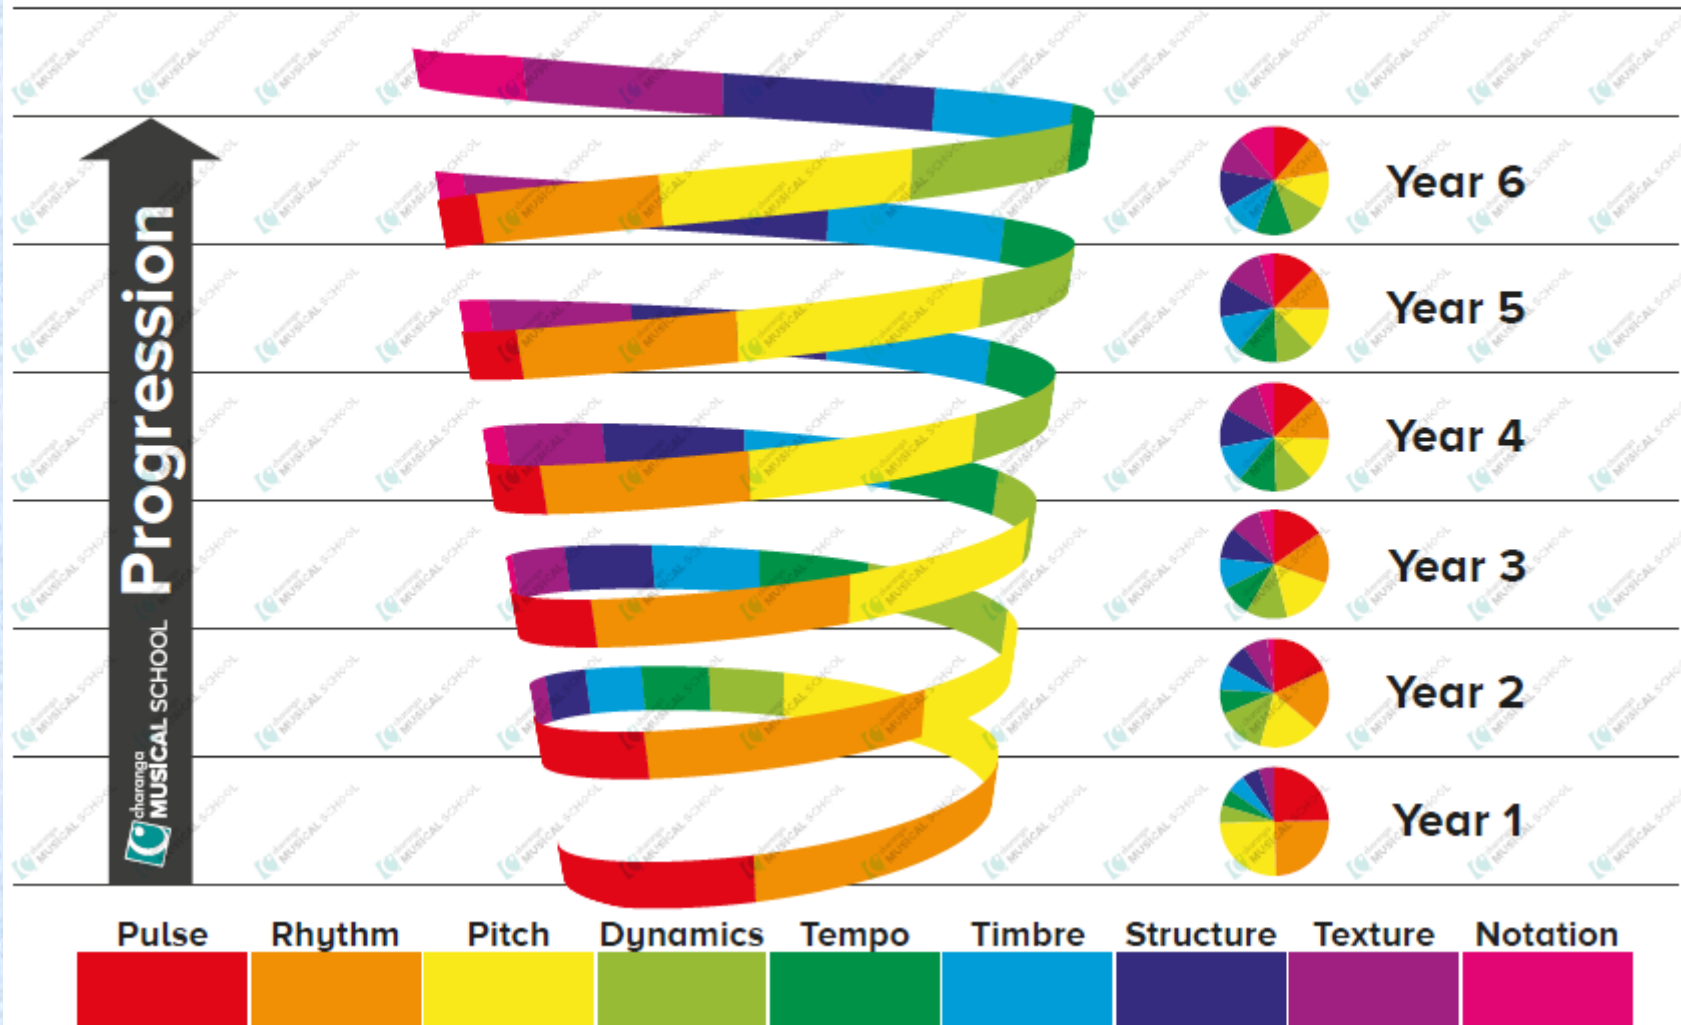 Progression
charanga
MUSICAL SCHOOL
Year 6
Year 5
Year 4
Year 3
Year 2
Year 1
Pulse Rhythm Pitch Dynamics Tempo Timbre Structure Texture Notation